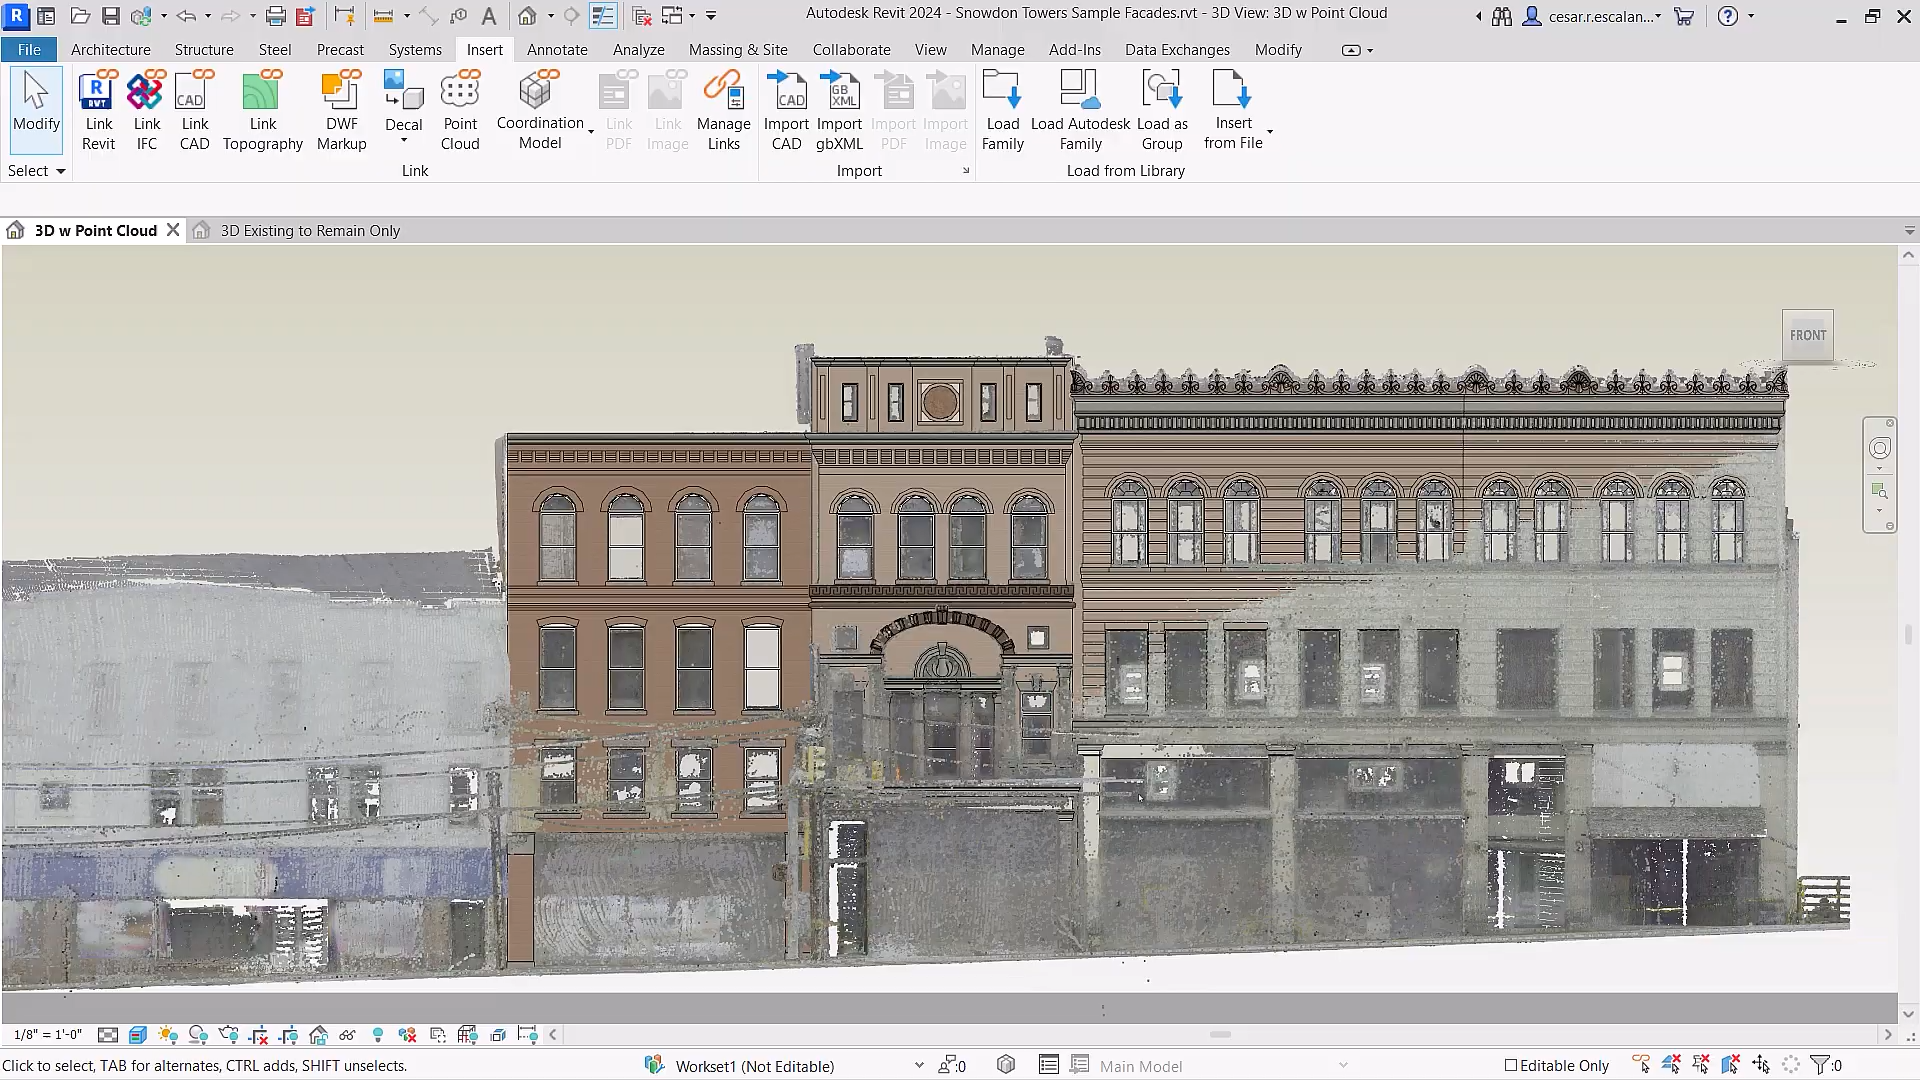 Autodesk Revit 2024 - Snowdon Towers Sample Facades.rvt - 3D View: 3D w Point Cloud
cesar.r.escalan...
File Architecture Structure Steel Precast Systems Insert Annotate Analyze Massing & Site Collaborate View Manage Add-Ins Data Exchanges Modify
Modify
Link Revit
Link IFC
Link CAD
Link Topography
DWF Markup
Decal
Point Cloud
Coordination Model
Link PDF
Link Image
Manage Links
Import CAD
Import gbXML
Import PDF
Import Image
Load Family
Load Autodesk Family
Load as Group
Insert from File
Select
Link
Import
Load from Library
3D w Point Cloud
3D Existing to Remain Only
FRONT
1/8" = 1'-0"
Click to select, TAB for alternates, CTRL adds, SHIFT unselects.
Workset1 (Not Editable)
:0
Main Model
Editable Only
:0